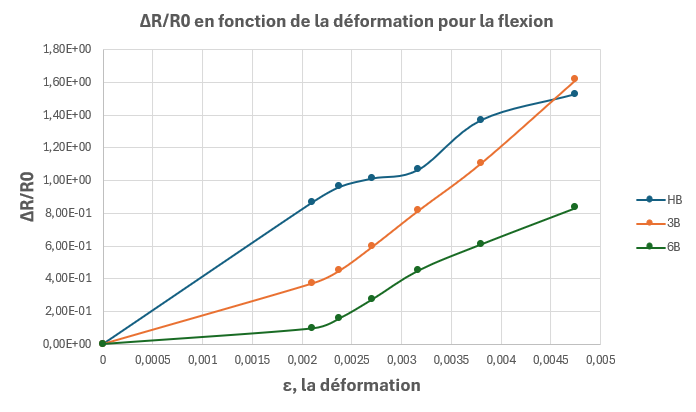 ΔR/R0 en fonction de la déformation pour la flexion
1,80E+00
1,60E+00
1,40E+00
1,20E+00
1,00E+00
8,00E-01
6,00E-01
4,00E-01
2,00E-01
0,00E+00
ΔR/R0
0 0,0005 0,001 0,0015 0,002 0,0025 0,003 0,0035 0,004 0,0045 0,005
ε, la déformation
HB
3B
6B